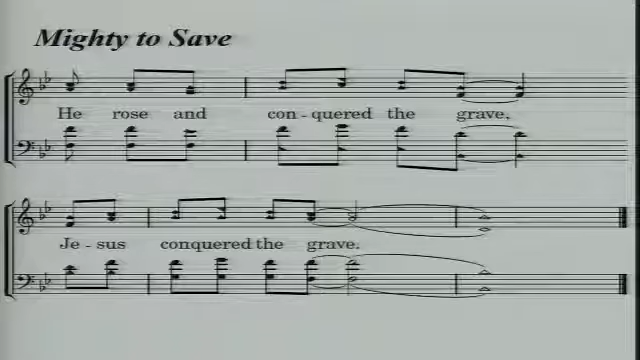 Mighty to Save
He rose and con - quered the grave,
Je - sus conquered the grave.